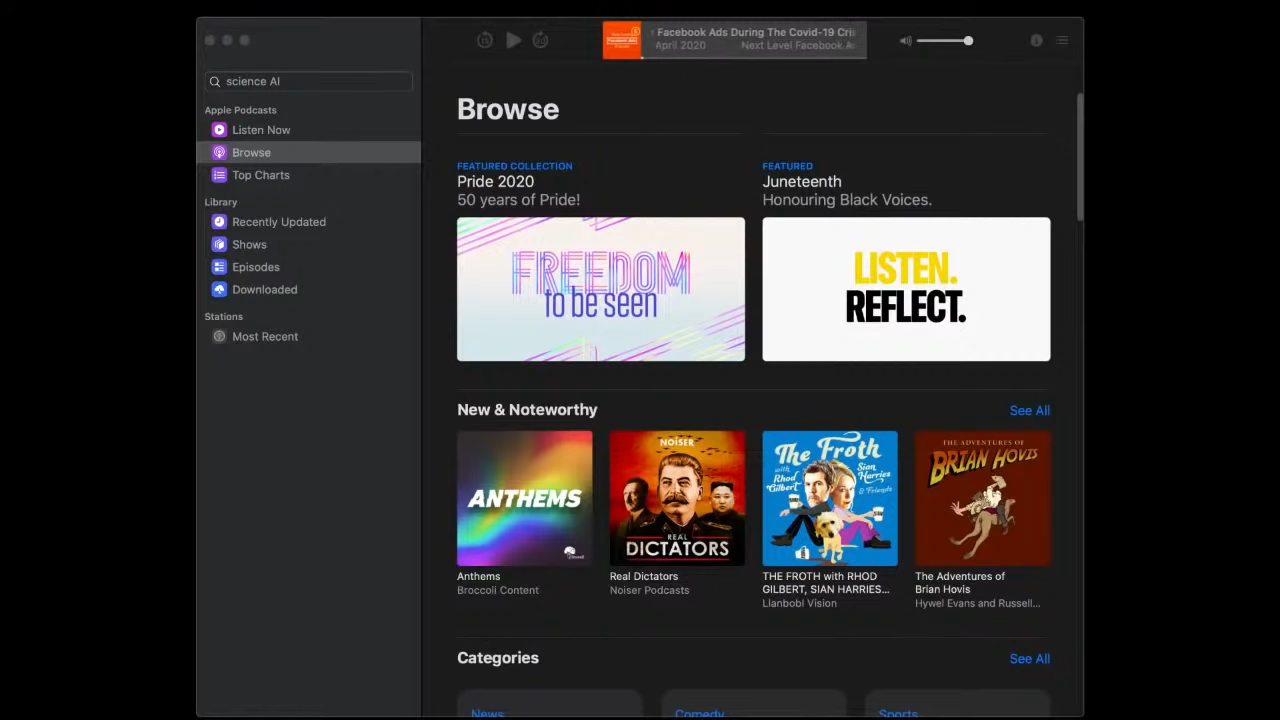 Facebook Ads During The Covid-19 Cri
April 2020 Next Level Facebook A
science AI
Apple Podcasts
Listen Now
Browse
Top Charts
Library
Recently Updated
Shows
Episodes
Downloaded
Stations
Most Recent
Browse
FEATURED COLLECTION
Pride 2020
50 years of Pride!
FREEDOM
to be seen
FEATURED
Juneteenth
Honouring Black Voices.
LISTEN.
REFLECT.
New & Noteworthy
See All
ANTHEMS
Anthems
Broccoli Content
NOISER
REAL
DICTATORS
Real Dictators
Noiser Podcasts
The Froth
with Rhod Gilbert
Sian Harries
& Friends
THE FROTH with RHOD
GILBERT, SIAN HARRIES...
Llanbobl Vision
THE ADVENTURES OF
BRIAN HOVIS
The Adventures of
Brian Hovis
Hywel Evans and Russell...
Categories
See All
News
Comedy
Sports